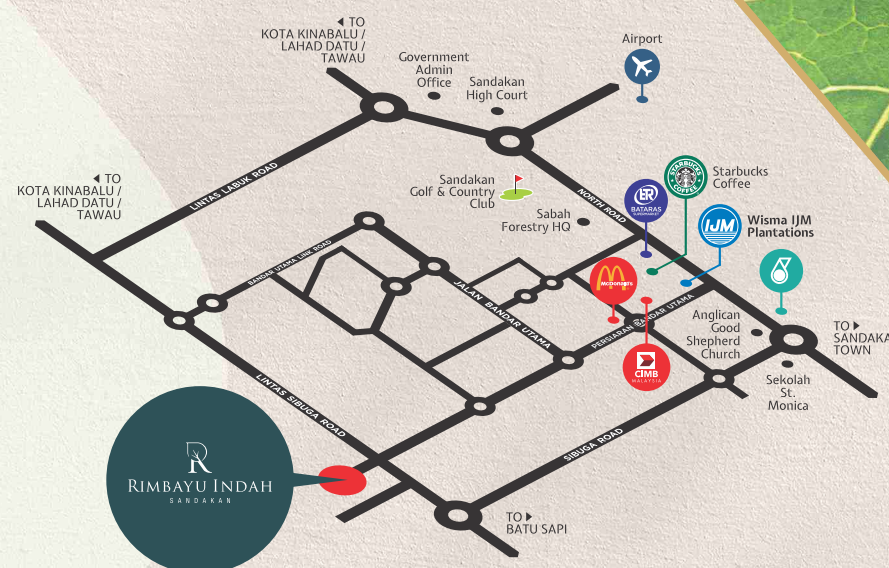 ◀ TO
KOTA KINABALU /
LAHAD DATU /
TAWAU
Government
Admin
Office
Sandakan
High Court
Airport
◀ TO
KOTA KINABALU /
LAHAD DATU /
TAWAU
LINTAS LABUK ROAD
Sandakan
Golf & Country
Club
NORTH ROAD
Sabah
Forestry HQ
BR
BATARAS
SUPERMARKET
STARBUCKS
COFFEE
Starbucks
Coffee
IJM
Wisma IJM
Plantations
BANDAR UTAMA LINK ROAD
JALAN BANDAR UTAMA
McDonald's
PERSIARAN BANDAR UTAMA
CIMB
MALAYSIA
Anglican
Good
Shepherd
Church
TO ▶
SANDAKA
TOWN
Sekolah
St.
Monica
LINTAS SIBUGA ROAD
SIBUGA ROAD
R
RIMBAYU INDAH
SANDAKAN
TO ▶
BATU SAPI